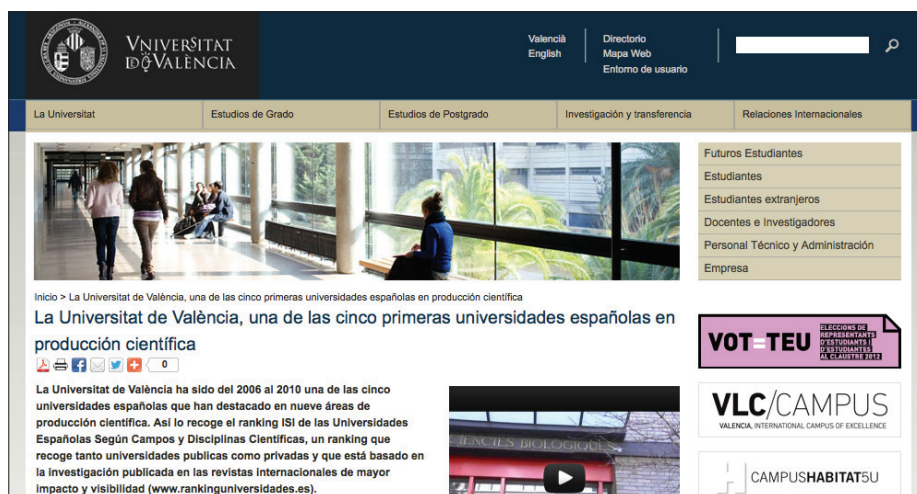 VNIVERSITAT
D VALÈNCIA
Valencià
English
Directorio
Mapa Web
Entorno de usuario
La Universitat
Estudios de Grado
Estudios de Postgrado
Investigación y transferencia
Relaciones Internacionales
Futuros Estudiantes
Estudiantes
Estudiantes extranjeros
Docentes e Investigadores
Personal Técnico y Administración
Empresa
Inicio > La Universitat de València, una de las cinco primeras universidades españolas en producción científica
La Universitat de València, una de las cinco primeras universidades españolas en
producción científica
0
La Universitat de València ha sido del 2006 al 2010 una de las cinco
universidades españolas que han destacado en nueve áreas de
producción científica. Así lo recoge el ranking ISI de las Universidades
Españolas Según Campos y Disciplinas Científicas, un ranking que
recoge tanto universidades publicas como privadas y que está basado en
la investigación publicada en las revistas internacionales de mayor
impacto y visibilidad (www.rankinguniversidades.es).
CIENCIES BIOLOGIQUES
VOT=TEU
ELECCIONS DE
REPRESENTANTS
D'ESTUDIANTS I
D'ESTUDIANTES
AL CLAUSTRE 2012
VLC/CAMPUS
VALENCIA, INTERNATIONAL CAMPUS OF EXCELLENCE
CAMPUSHABITAT5U